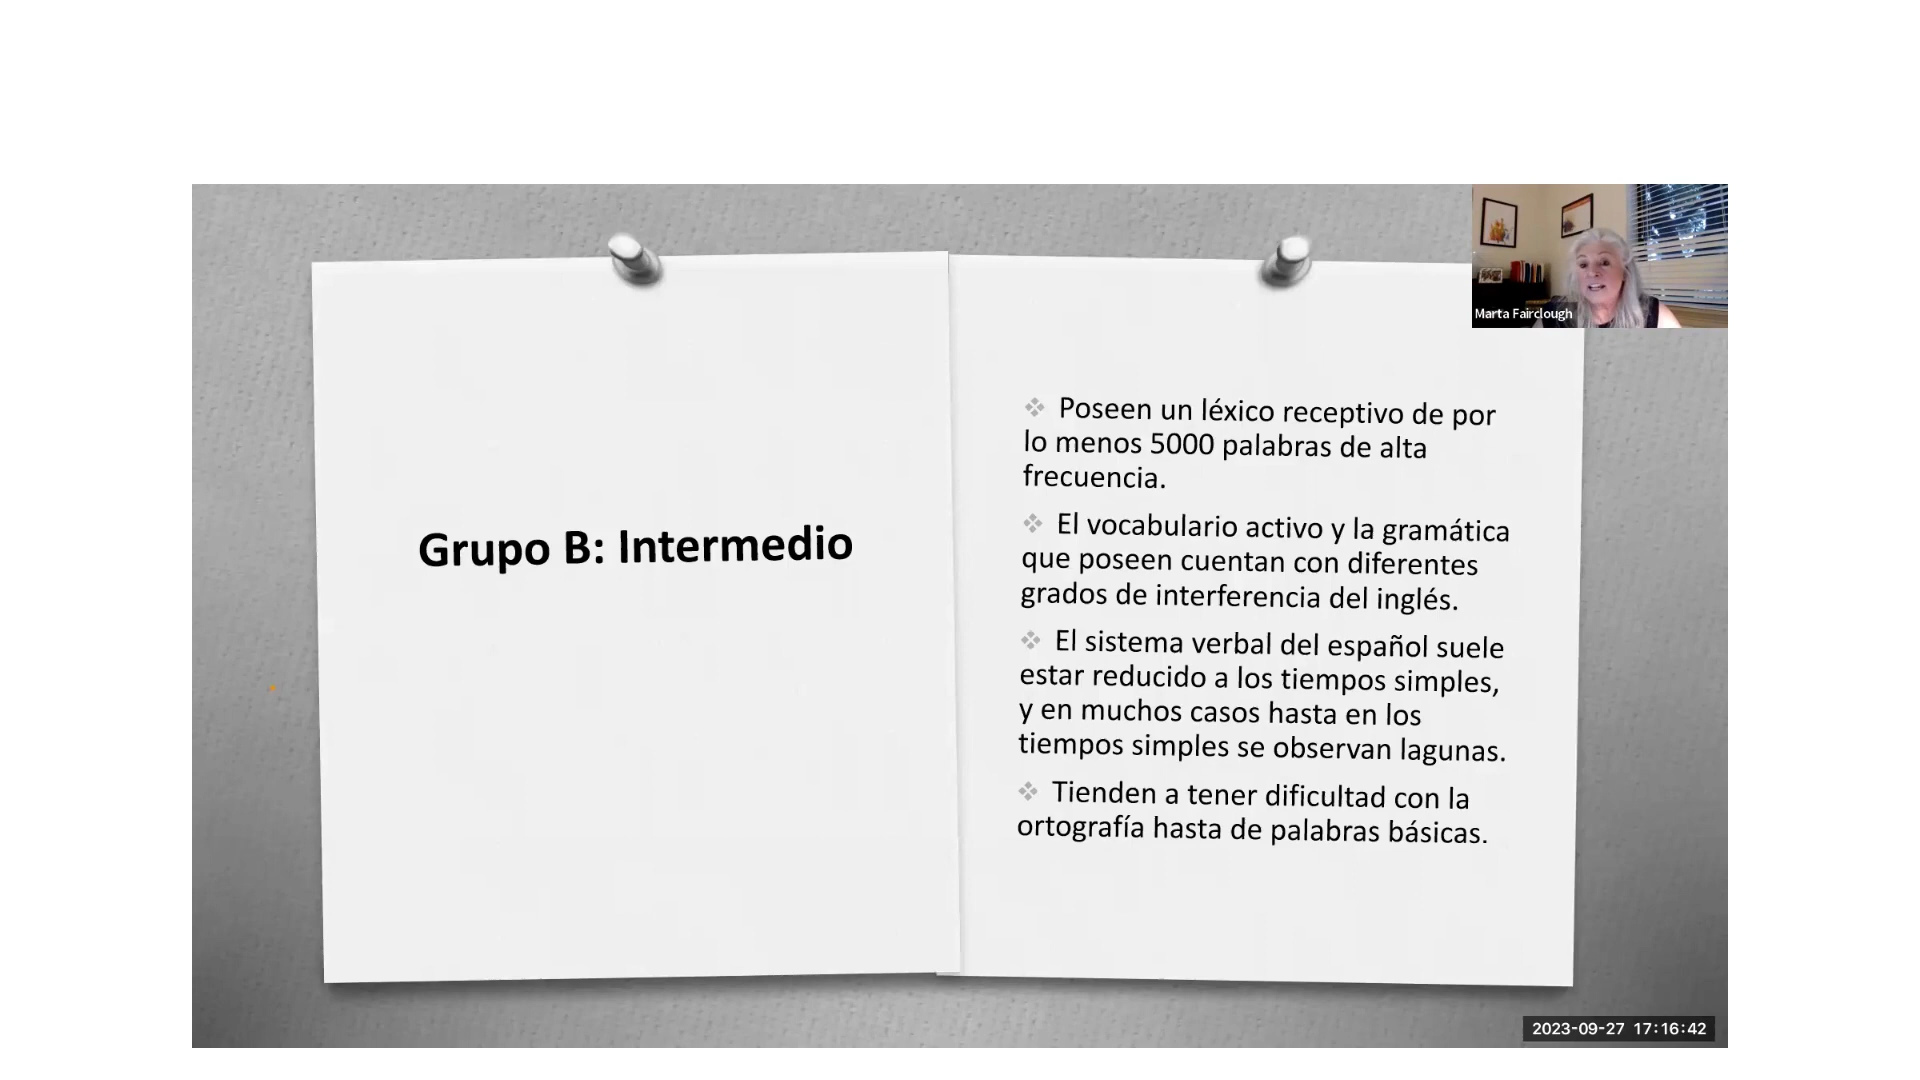 Marta Fairclough
Grupo B: Intermedio
❖ Poseen un léxico receptivo de por
lo menos 5000 palabras de alta
frecuencia.
❖ El vocabulario activo y la gramática
que poseen cuentan con diferentes
grados de interferencia del inglés.
❖ El sistema verbal del español suele
estar reducido a los tiempos simples,
y en muchos casos hasta en los
tiempos simples se observan lagunas.
❖ Tienden a tener dificultad con la
ortografía hasta de palabras básicas.
2023-09-27 17:16:42